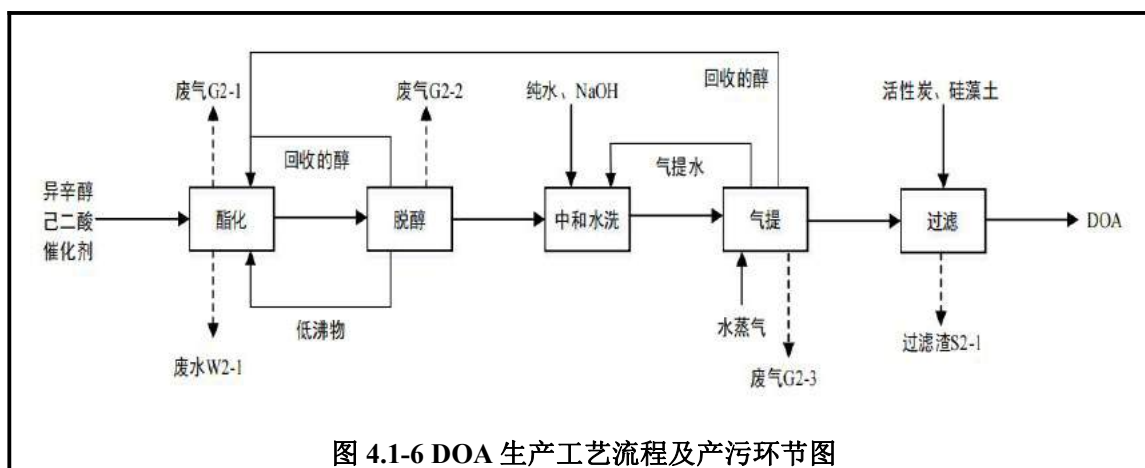 回收的醇
废气G2-1
废气G2-2
纯水、NaOH
活性炭、硅藻土
回收的醇
气提水
异辛醇
己二酸
催化剂
酯化
脱醇
中和水洗
气提
过滤
DOA
低沸物
水蒸气
废水W2-1
废气G2-3
过滤渣S2-1
图 4.1-6 DOA 生产工艺流程及产污环节图